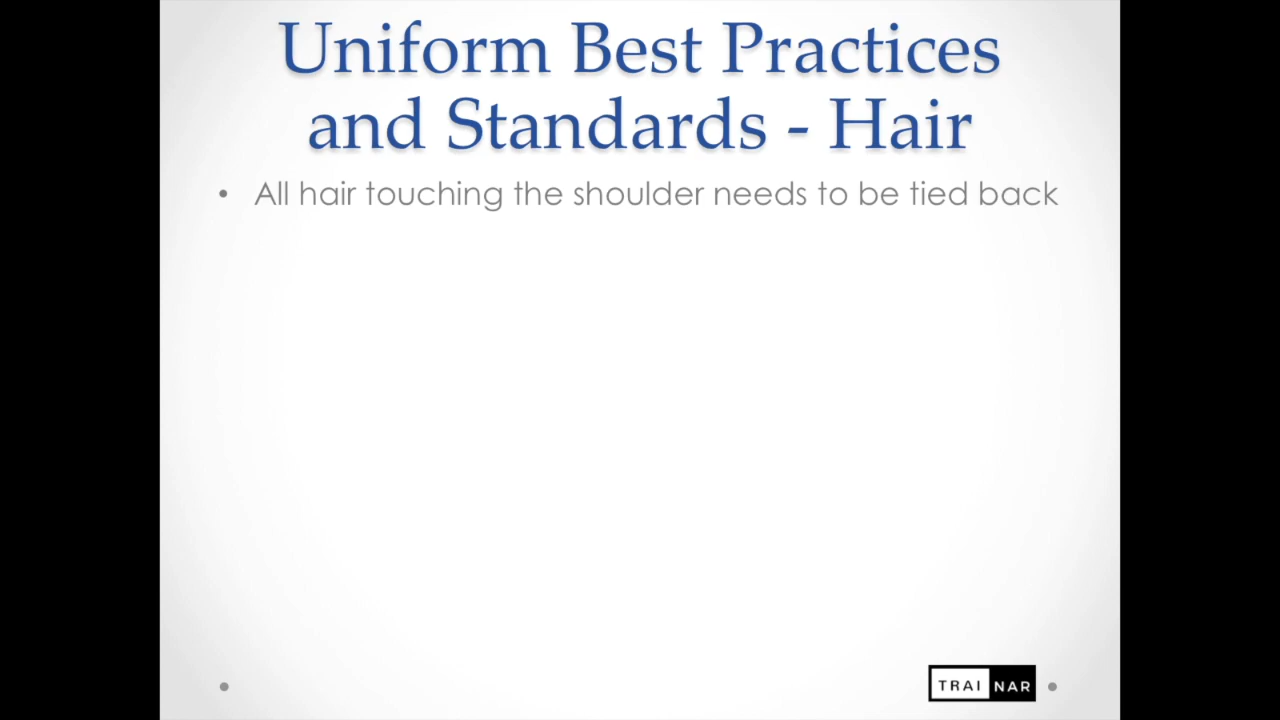 Uniform Best Practices
and Standards - Hair
• All hair touching the shoulder needs to be tied back
TRAI NAR